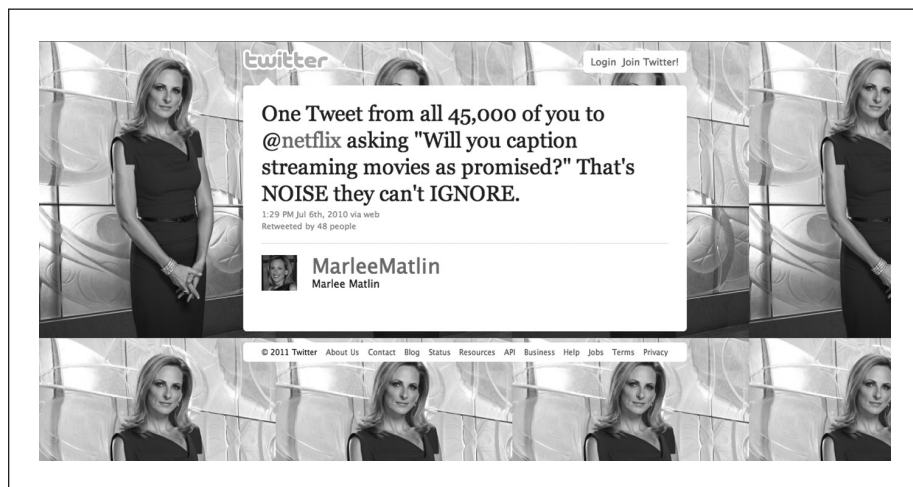 twitter
Login Join Twitter!
One Tweet from all 45,000 of you to
@netflix asking "Will you caption
streaming movies as promised?" That's
NOISE they can't IGNORE.
1:29 PM Jul 6th, 2010 via web
Retweeted by 48 people
MarleeMatlin
Marlee Matlin
© 2011 Twitter About Us Contact Blog Status Resources API Business Help Jobs Terms Privacy